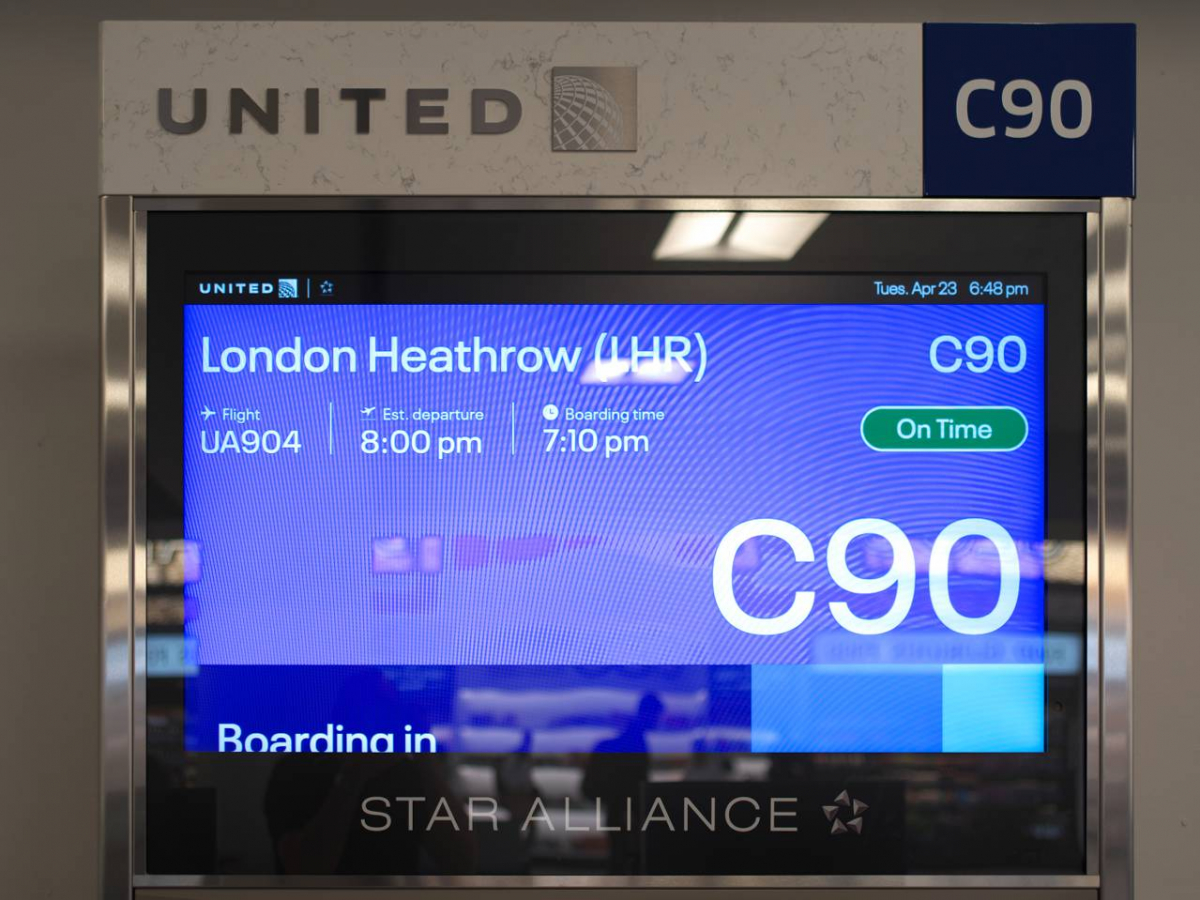 UNITED
C90
UNITED
Tues. Apr 23 6:48 pm
London Heathrow (LHR)
C90
Flight
UA904
Est. departure
8:00 pm
Boarding time
7:10 pm
On Time
C90
Boarding in
STAR ALLIANCE